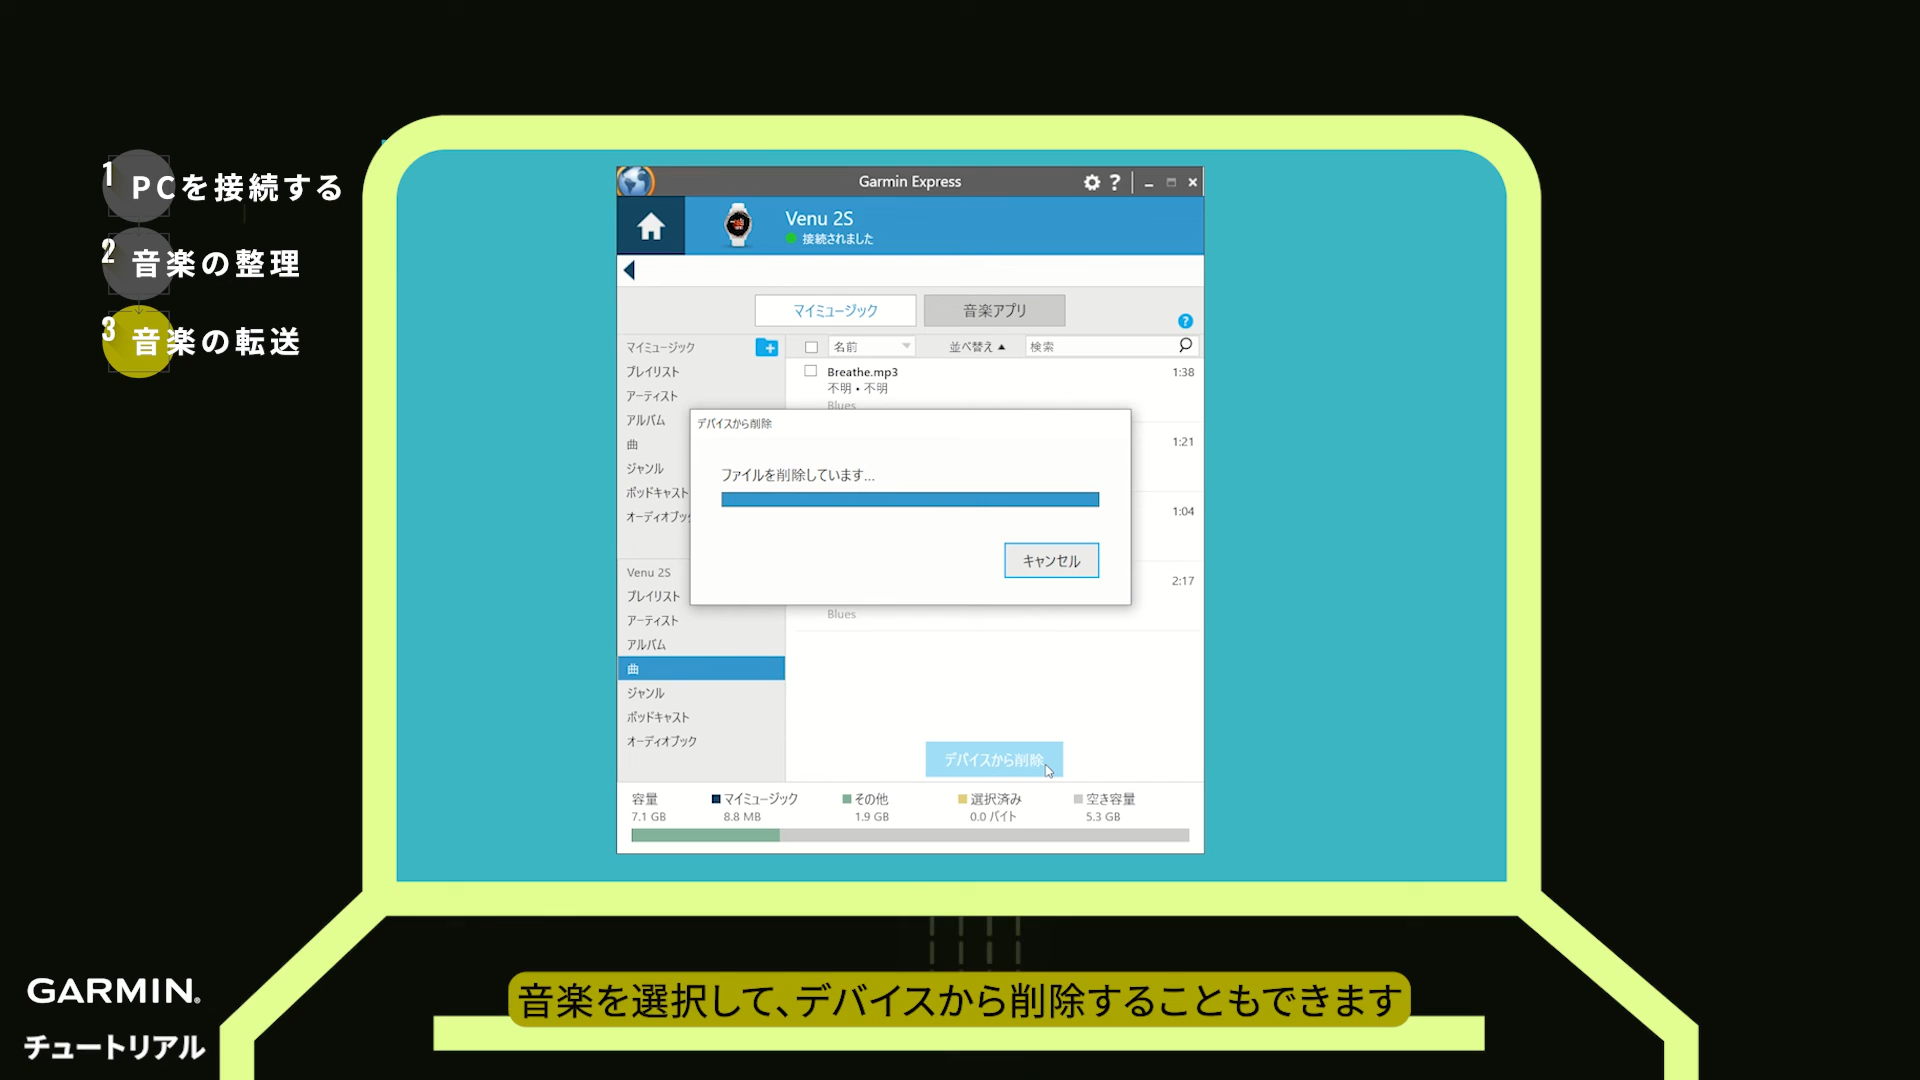 1
PCを接続する
2
音楽の整理
3
音楽の転送
Garmin Express
Venu 2S
接続されました
マイミュージック
音楽アプリ
マイミュージック
プレイリスト
アーティスト
アルバム
曲
ジャンル
ポッドキャスト
オーディオブック
名前
並べ替え
検索
Breathe.mp3
1:38
不明 • 不明
Blues
1:21
1:04
2:17
Blues
デバイスから削除
ファイルを削除しています...
キャンセル
Venu 2S
プレイリスト
アーティスト
アルバム
曲
ジャンル
ポッドキャスト
オーディオブック
デバイスから削除
容量
7.1 GB
マイミュージック
8.8 MB
その他
1.9 GB
選択済み
0.0 バイト
空き容量
5.3 GB
GARMIN®
チュートリアル
音楽を選択して、デバイスから削除することもできます